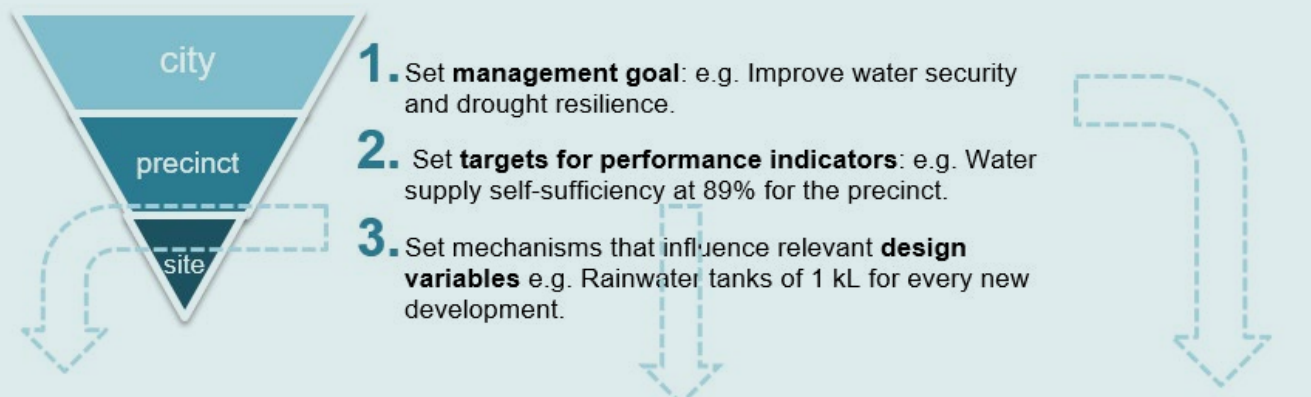 city
precinct
site
1. Set management goal: e.g. Improve water security
and drought resilience.
2. Set targets for performance indicators: e.g. Water
supply self-sufficiency at 89% for the precinct.
3. Set mechanisms that influence relevant design
variables e.g. Rainwater tanks of 1 kL for every new
development.